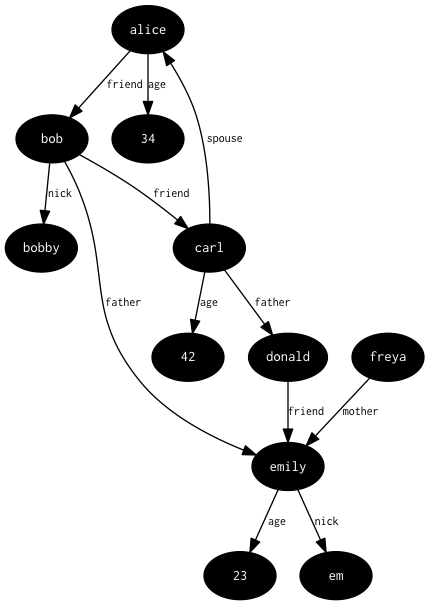 alice
friend age
bob
34
spouse
nick
friend
bobby
carl
father
age
father
42
donald
freya
friend
mother
emily
age
nick
23
em